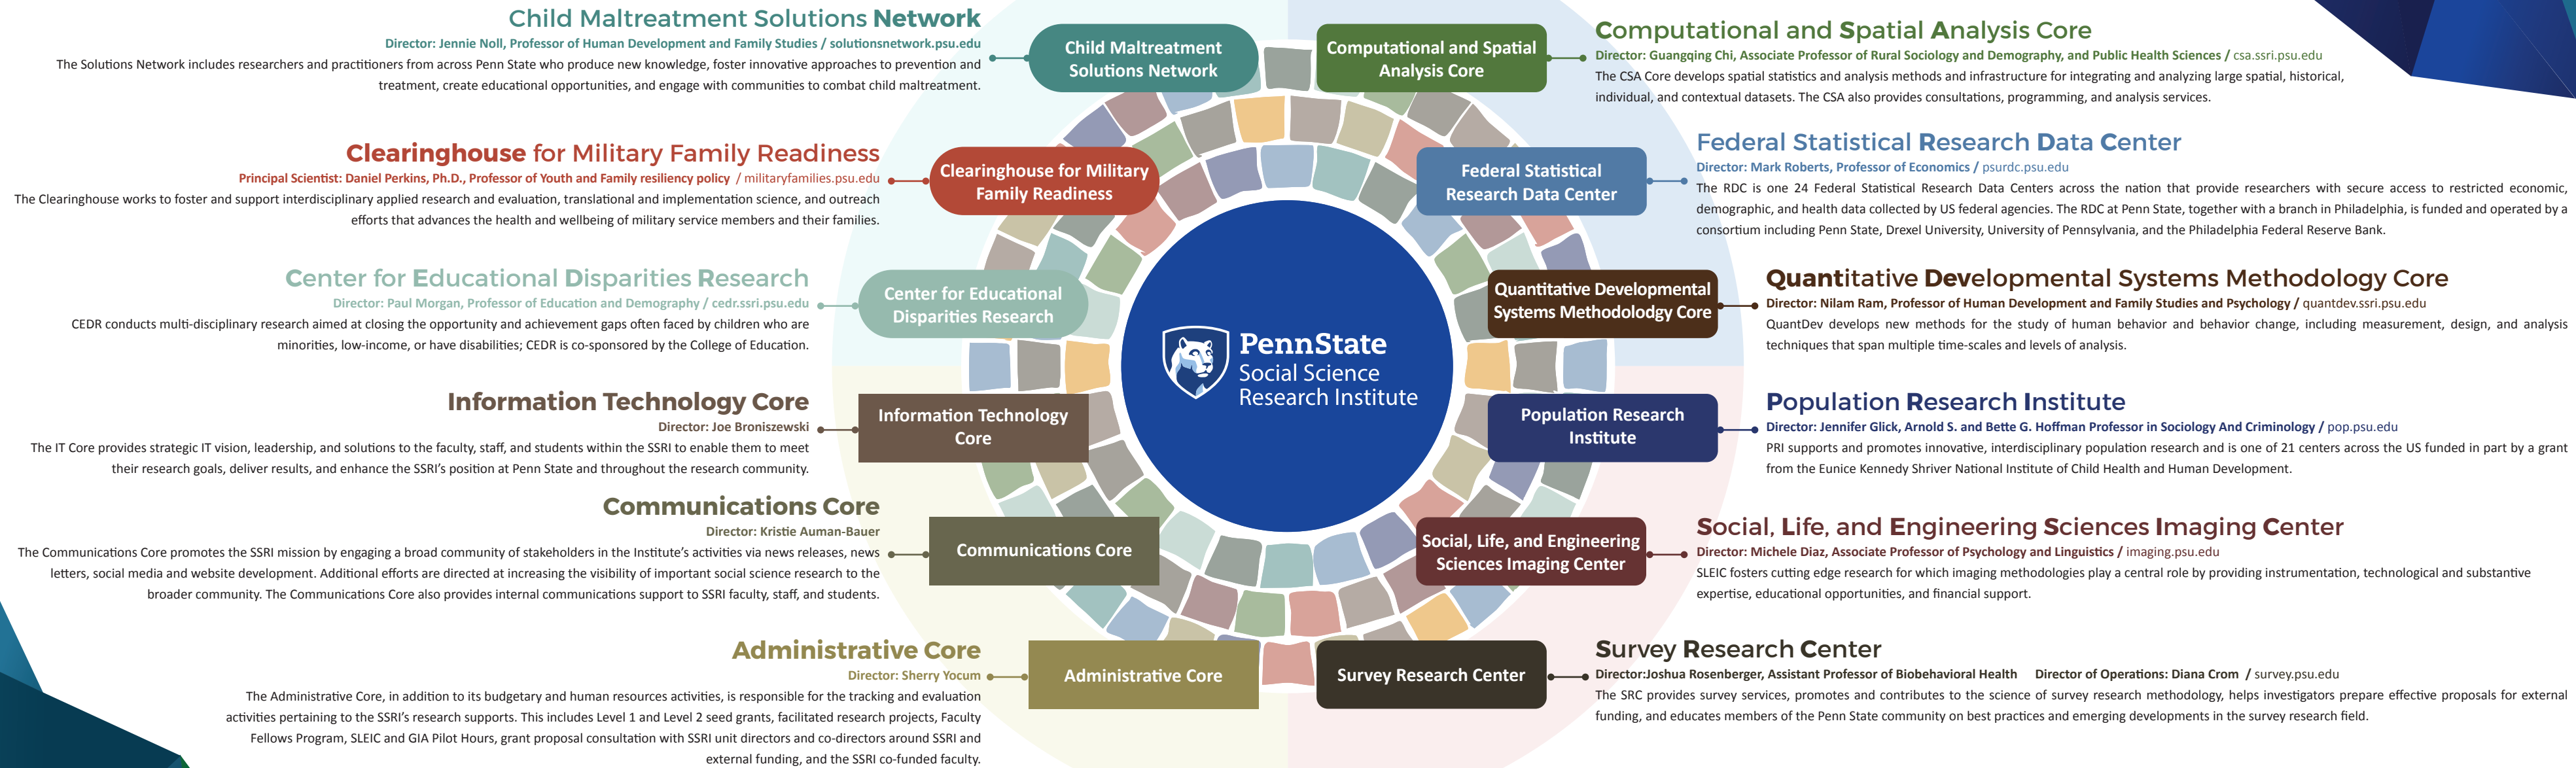 Child Maltreatment Solutions Network
Director: Jennie Noll, Professor of Human Development and Family Studies / solutionsnetwork.psu.edu
The Solutions Network includes researchers and practitioners from across Penn State who produce new knowledge, foster innovative approaches to prevention and
treatment, create educational opportunities, and engage with communities to combat child maltreatment.
Clearinghouse for Military Family Readiness
Principal Scientist: Daniel Perkins, Ph.D., Professor of Youth and Family resiliency policy / militaryfamilies.psu.edu
The Clearinghouse works to foster and support interdisciplinary applied research and evaluation, translational and implementation science, and outreach
efforts that advances the health and wellbeing of military service members and their families.
Center for Educational Disparities Research
Director: Paul Morgan, Professor of Education and Demography / cedr.ssri.psu.edu
CEDR conducts multi-disciplinary research aimed at closing the opportunity and achievement gaps often faced by children who are
minorities, low-income, or have disabilities; CEDR is co-sponsored by the College of Education.
Information Technology Core
Director: Joe Broniszewski
The IT Core provides strategic IT vision, leadership, and solutions to the faculty, staff, and students within the SSRI to enable them to meet
their research goals, deliver results, and enhance the SSRI's position at Penn State and throughout the research community.
Communications Core
Director: Kristie Auman-Bauer
The Communications Core promotes the SSRI mission by engaging a broad community of stakeholders in the Institute's activities via news releases, news
letters, social media and website development. Additional efforts are directed at increasing the visibility of important social science research to the
broader community. The Communications Core also provides internal communications support to SSRI faculty, staff, and students.
Administrative Core
Director: Sherry Yocum
The Administrative Core, in addition to its budgetary and human resources activities, is responsible for the tracking and evaluation
activities pertaining to the SSRI's research supports. This includes Level 1 and Level 2 seed grants, facilitated research projects, Faculty
Fellows Program, SLEIC and GIA Pilot Hours, grant proposal consultation with SSRI unit directors and co-directors around SSRI and
external funding, and the SSRI co-funded faculty.
Child Maltreatment
Solutions Network
Clearinghouse for Military
Family Readiness
Center for Educational
Disparities Research
Information Technology
Core
Communications Core
Administrative Core
PennState
Social Science
Research Institute
Computational and Spatial
Analysis Core
Federal Statistical
Research Data Center
Quantitative Developmental
Systems Methodolodgy Core
Population Research
Institute
Social, Life, and Engineering
Sciences Imaging Center
Survey Research Center
Computational and Spatial Analysis Core
Director: Guangqing Chi, Associate Professor of Rural Sociology and Demography, and Public Health Sciences / csa.ssri.psu.edu
The CSA Core develops spatial statistics and analysis methods and infrastructure for integrating and analyzing large spatial, historical,
individual, and contextual datasets. The CSA also provides consultations, programming, and analysis services.
Federal Statistical Research Data Center
Director: Mark Roberts, Professor of Economics / psurdc.psu.edu
The RDC is one 24 Federal Statistical Research Data Centers across the nation that provide researchers with secure access to restricted economic,
demographic, and health data collected by US federal agencies. The RDC at Penn State, together with a branch in Philadelphia, is funded and operated by a
consortium including Penn State, Drexel University, University of Pennsylvania, and the Philadelphia Federal Reserve Bank.
Quantitative Developmental Systems Methodology Core
Director: Nilam Ram, Professor of Human Development and Family Studies and Psychology / quantdev.ssri.psu.edu
QuantDev develops new methods for the study of human behavior and behavior change, including measurement, design, and analysis
techniques that span multiple time-scales and levels of analysis.
Population Research Institute
Director: Jennifer Glick, Arnold S. and Bette G. Hoffman Professor in Sociology And Criminology / pop.psu.edu
PRI supports and promotes innovative, interdisciplinary population research and is one of 21 centers across the US funded in part by a grant
from the Eunice Kennedy Shriver National Institute of Child Health and Human Development.
Social, Life, and Engineering Sciences Imaging Center
Director: Michele Diaz, Associate Professor of Psychology and Linguistics / imaging.psu.edu
SLEIC fosters cutting edge research for which imaging methodologies play a central role by providing instrumentation, technological and substantive
expertise, educational opportunities, and financial support.
Survey Research Center
Director:Joshua Rosenberger, Assistant Professor of Biobehavioral Health Director of Operations: Diana Crom / survey.psu.edu
The SRC provides survey services, promotes and contributes to the science of survey research methodology, helps investigators prepare effective proposals for external
funding, and educates members of the Penn State community on best practices and emerging developments in the survey research field.